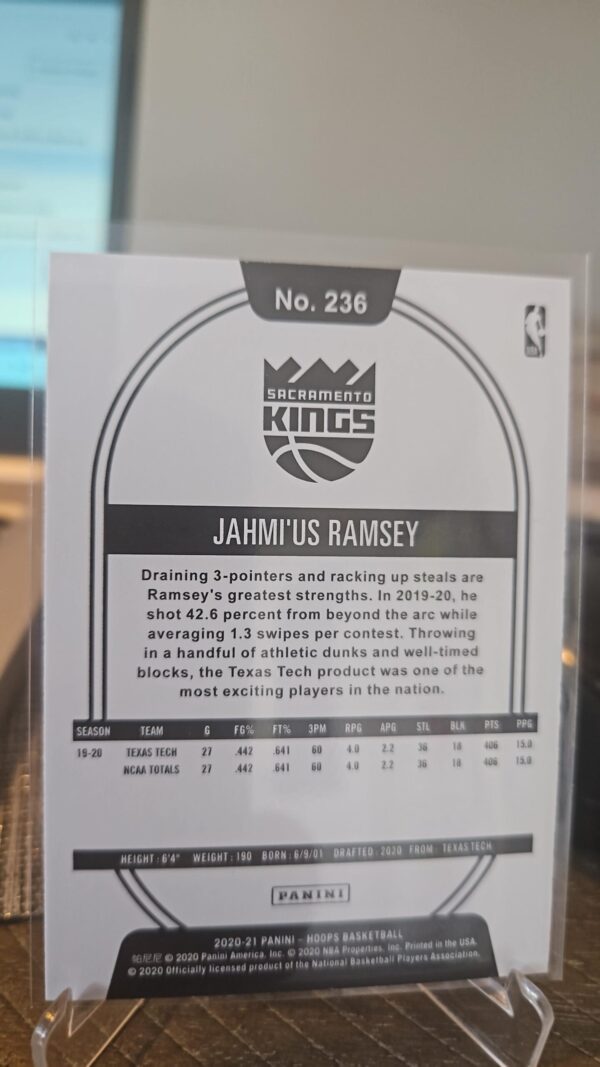 No. 236
SACRAMENTO
KINGS
JAHMI'US RAMSEY
Draining 3-pointers and racking up steals are
Ramsey's greatest strengths. In 2019-20, he
shot 42.6 percent from beyond the arc while
averaging 1.3 swipes per contest. Throwing
in a handful of athletic dunks and well-timed
blocks, the Texas Tech product was one of the
most exciting players in the nation.
SEASON TEAM G FG% FT% 3PM RPG APG STL BLK PTS PPG
19-20 TEXAS TECH 27 .442 .641 60 4.0 2.2 36 18 406 15.0
NCAA TOTALS 27 .442 .641 60 4.0 2.2 36 18 406 15.0
HEIGHT: 6'4" WEIGHT: 190 BORN: 6/9/01 DRAFTED: 2020 FROM: TEXAS TECH
PANINI
2020-21 PANINI - HOOPS BASKETBALL
帕尼尼 © 2020 Panini America, Inc. © 2020 NBA Properties, Inc. Printed in the USA.
© 2020 Officially licensed product of the National Basketball Players Association.